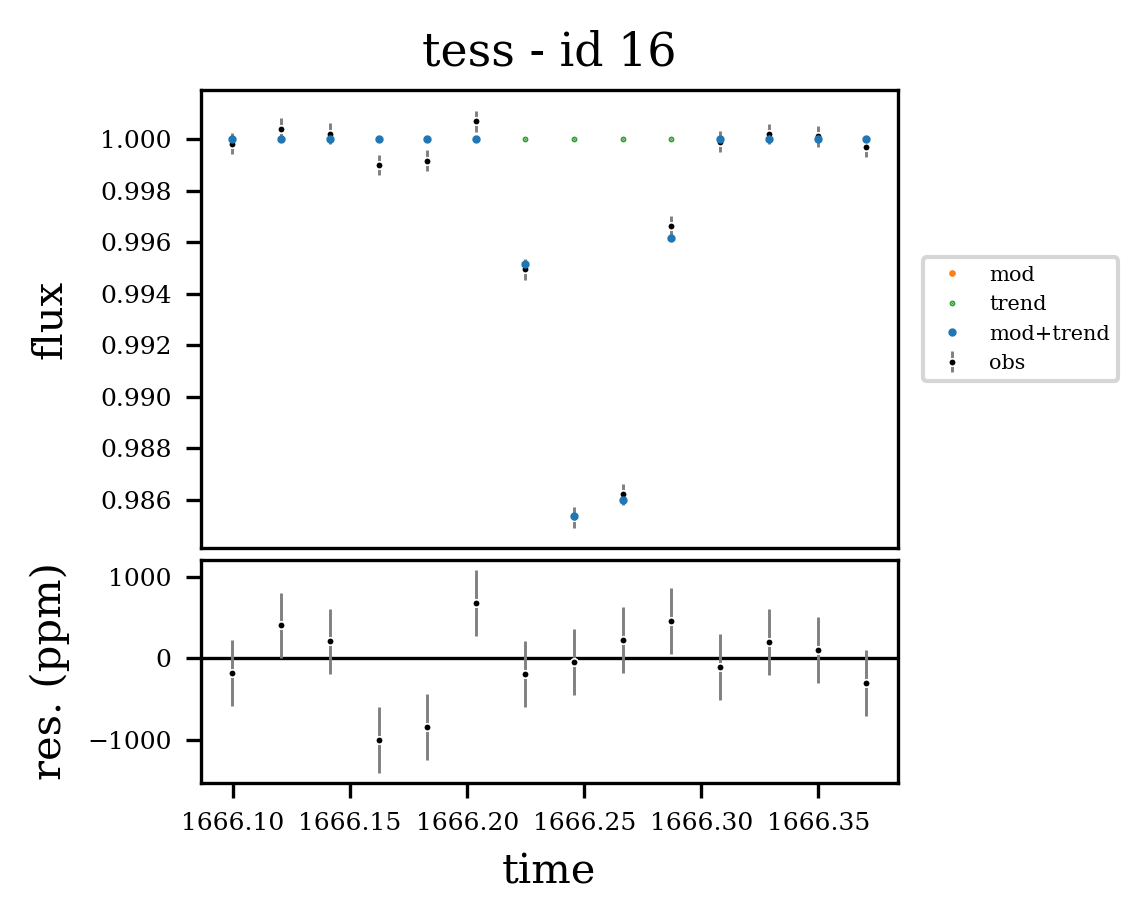 tess - id 16
flux
1.000
0.998
0.996
0.994
0.992
0.990
0.988
0.986
mod
trend
mod+trend
obs
res. (ppm)
1000
0
−1000
1666.10 1666.15 1666.20 1666.25 1666.30 1666.35
time